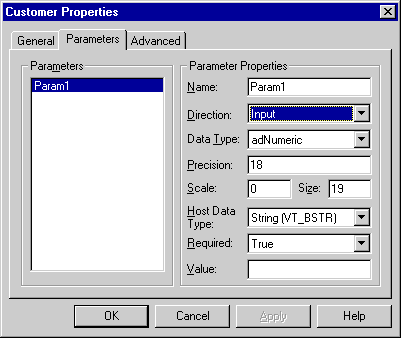 Customer Properties
General Parameters Advanced
Parameters
Param1
Parameter Properties
Name: Param1
Direction: Input
Data Type: adNumeric
Precision: 18
Scale: 0 Size: 19
Host Data
Type: String (VT_BSTR)
Required: True
Value:
OK Cancel Apply Help